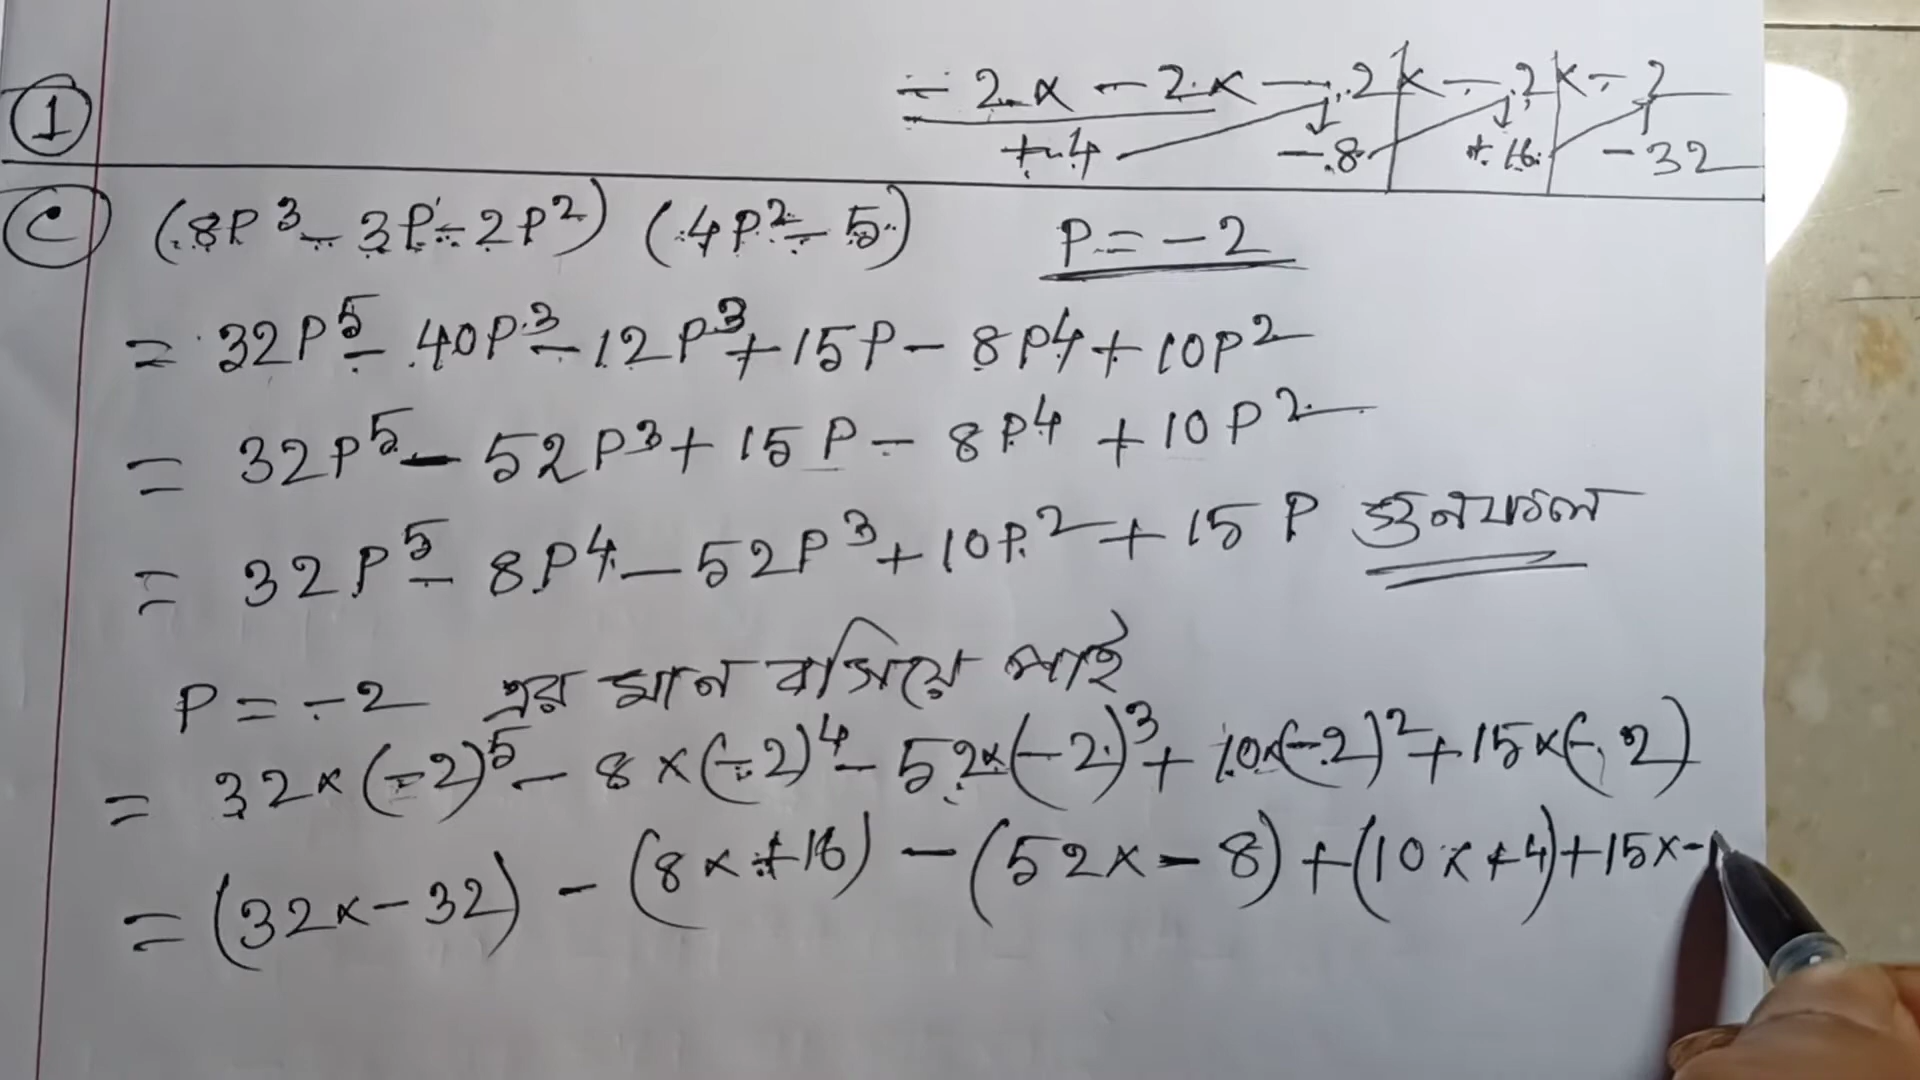 1
- 2 x - 2 x - 2 x - 2 x - 2
+ 4 - 8 + 16 - 32
C (8P³ - 3P - 2P²) (4P² - 5) P = - 2
= 32P⁵ - 40P³ - 12P³ + 15P - 8P⁴ + 10P²
= 32P⁵ - 52P³ + 15P - 8P⁴ + 10P²
= 32P⁵ - 8P⁴ - 52P³ + 10P² + 15P গুনফল
P = - 2 এর মান বসিয়ে পাই
= 32 x (-2)⁵ - 8 x (-2)⁴ - 52 x (-2)³ + 10 x (-2)² + 15 x (-2)
= (32 x - 32) - (8 x + 16) - (52 x - 8) + (10 x + 4) + 15 x -